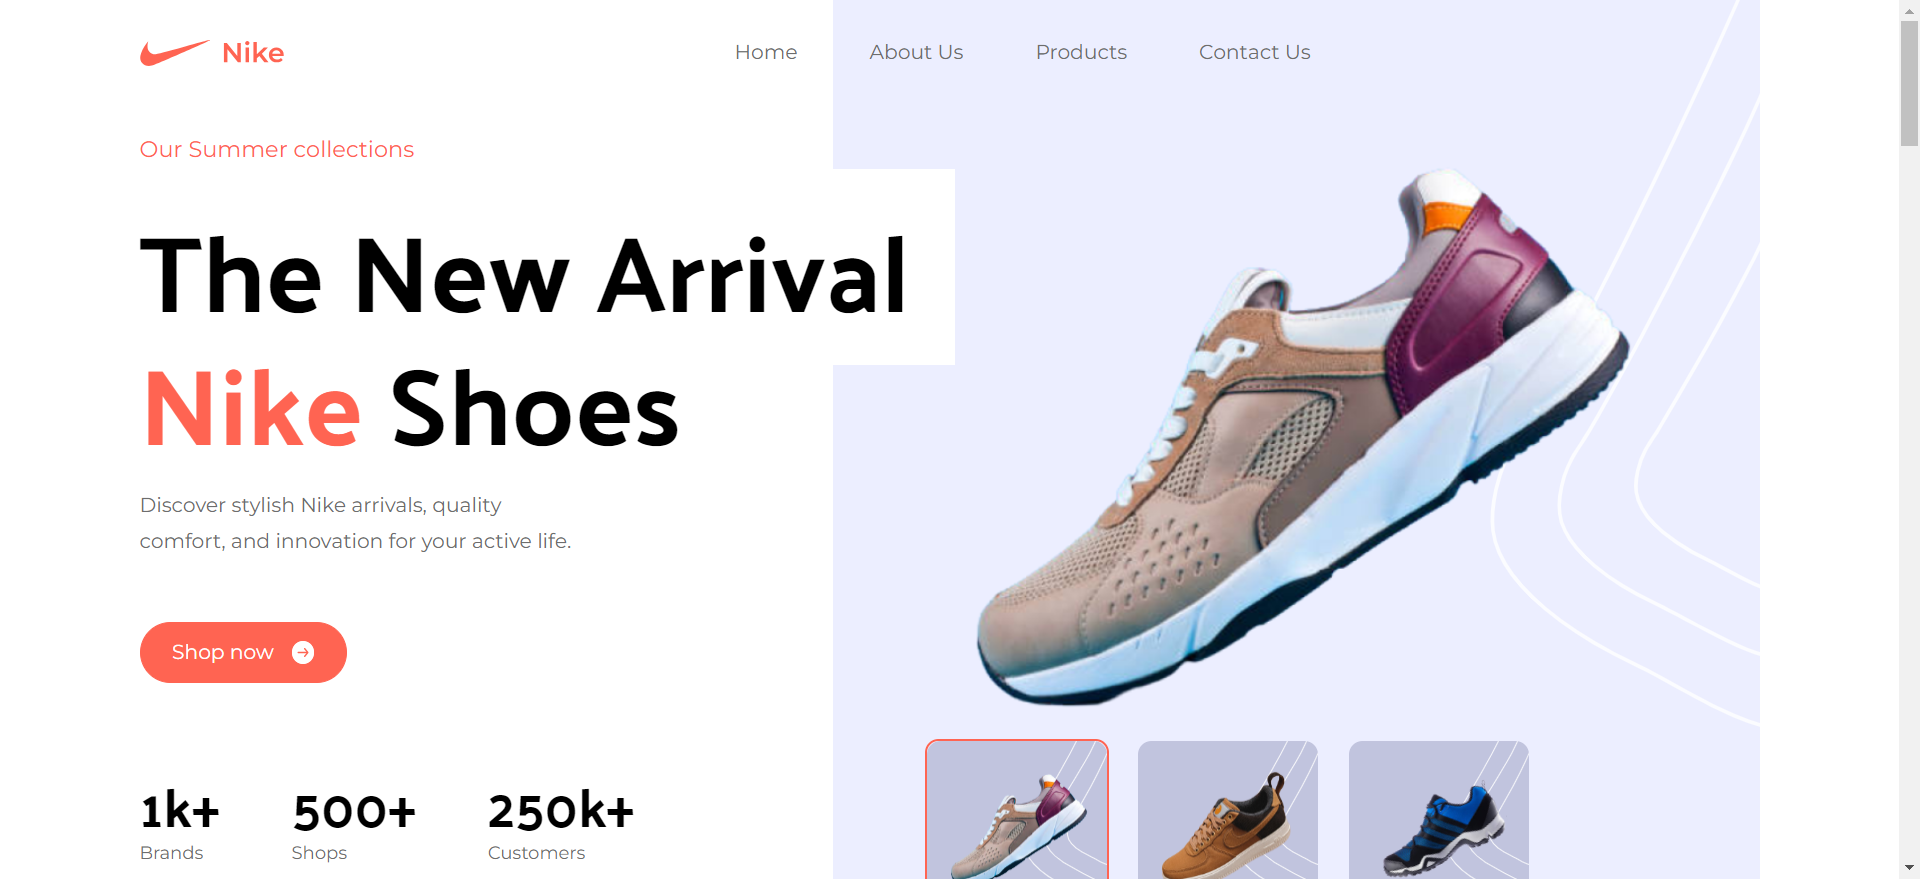 Nike
Home About Us Products Contact Us
Our Summer collections
The New Arrival
Nike Shoes
Discover stylish Nike arrivals, quality
comfort, and innovation for your active life.
Shop now
1k+ 500+ 250k+
Brands Shops Customers